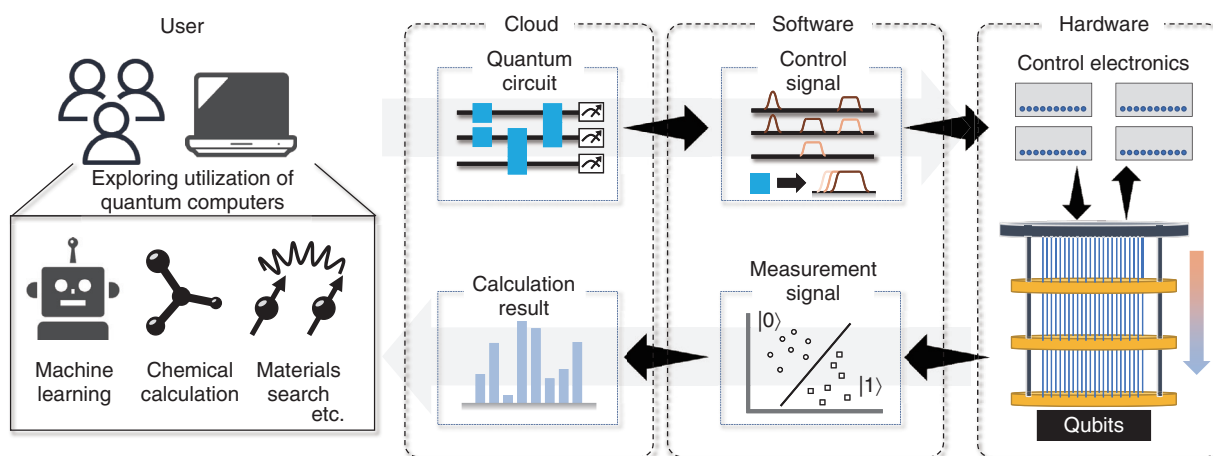 User
Exploring utilization of
quantum computers
Machine
learning
Chemical
calculation
Materials
search
etc.
Cloud
Quantum
circuit
Calculation
result
Software
Control
signal
Measurement
signal
|0⟩
|1⟩
Hardware
Control electronics
Qubits